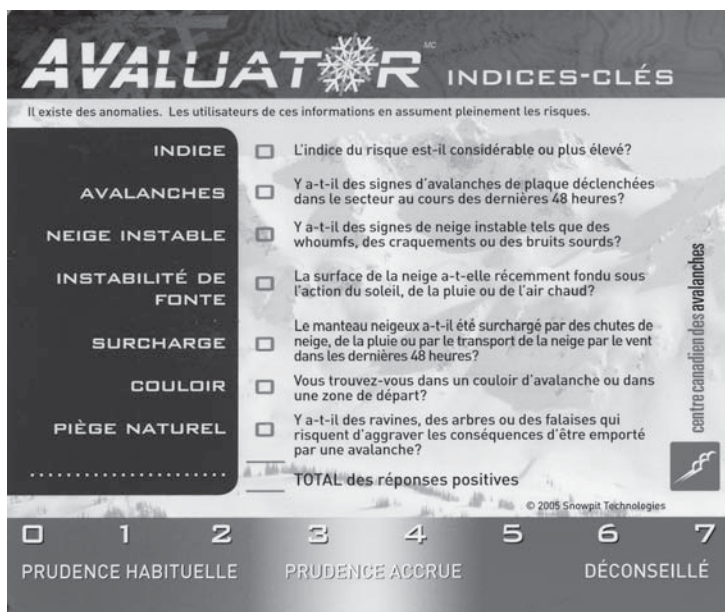 AVALUATOR MC INDICES-CLÉS
Il existe des anomalies. Les utilisateurs de ces informations en assument pleinement les risques.
INDICE
L'indice du risque est-il considérable ou plus élevé?
AVALANCHES
Y a-t-il des signes d'avalanches de plaque déclenchées
dans le secteur au cours des dernières 48 heures?
NEIGE INSTABLE
Y a-t-il des signes de neige instable tels que des
whoumfs, des craquements ou des bruits sourds?
INSTABILITÉ DE
FONTE
La surface de la neige a-t-elle récemment fondu sous
l'action du soleil, de la pluie ou de l'air chaud?
SURCHARGE
Le manteau neigeux a-t-il été surchargé par des chutes de
neige, de la pluie ou par le transport de la neige par le vent
dans les dernières 48 heures?
COULOIR
Vous trouvez-vous dans un couloir d'avalanche ou dans
une zone de départ?
PIÈGE NATUREL
Y a-t-il des ravines, des arbres ou des falaises qui
risquent d'aggraver les conséquences d'être emporté
par une avalanche?
TOTAL des réponses positives
centre canadien des avalanches
© 2005 Snowpit Technologies
0 1 2 3 4 5 6 7
PRUDENCE HABITUELLE PRUDENCE ACCRUE DÉCONSEILLÉ